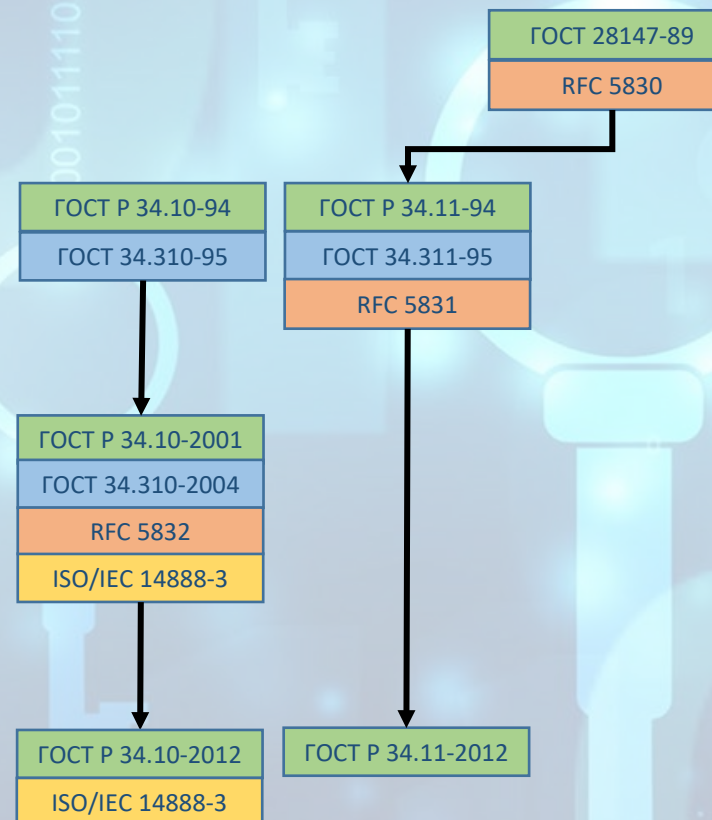 ГОСТ 28147-89
RFC 5830
ГОСТ Р 34.10-94
ГОСТ 34.310-95
ГОСТ Р 34.11-94
ГОСТ 34.311-95
RFC 5831
ГОСТ Р 34.10-2001
ГОСТ 34.310-2004
RFC 5832
ISO/IEC 14888-3
ГОСТ Р 34.10-2012
ISO/IEC 14888-3
ГОСТ Р 34.11-2012